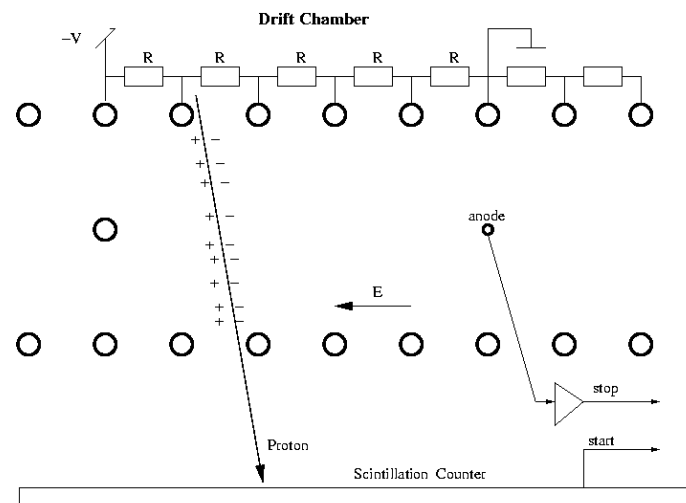 Drift Chamber
–V
R R R R R
+ –
+ –
+ –
+ –
+ –
+ –
+ –
+ –
+ –
anode
E
stop
Proton
start
Scintillation Counter